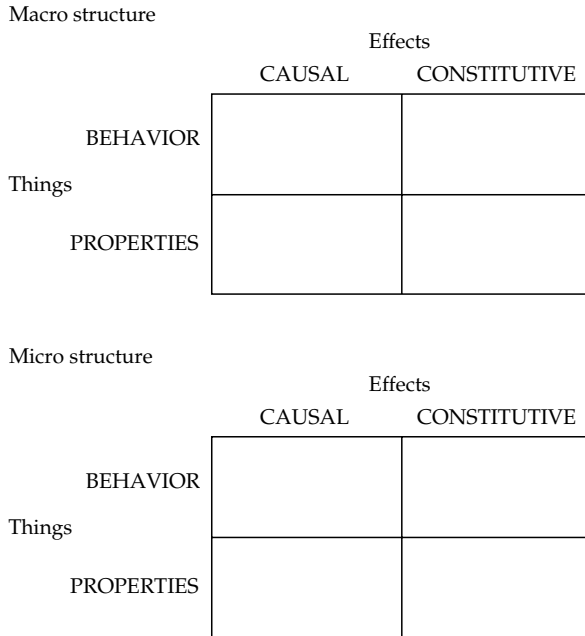 Macro structure
Effects
CAUSAL CONSTITUTIVE
BEHAVIOR
Things
PROPERTIES
Micro structure
Effects
CAUSAL CONSTITUTIVE
BEHAVIOR
Things
PROPERTIES